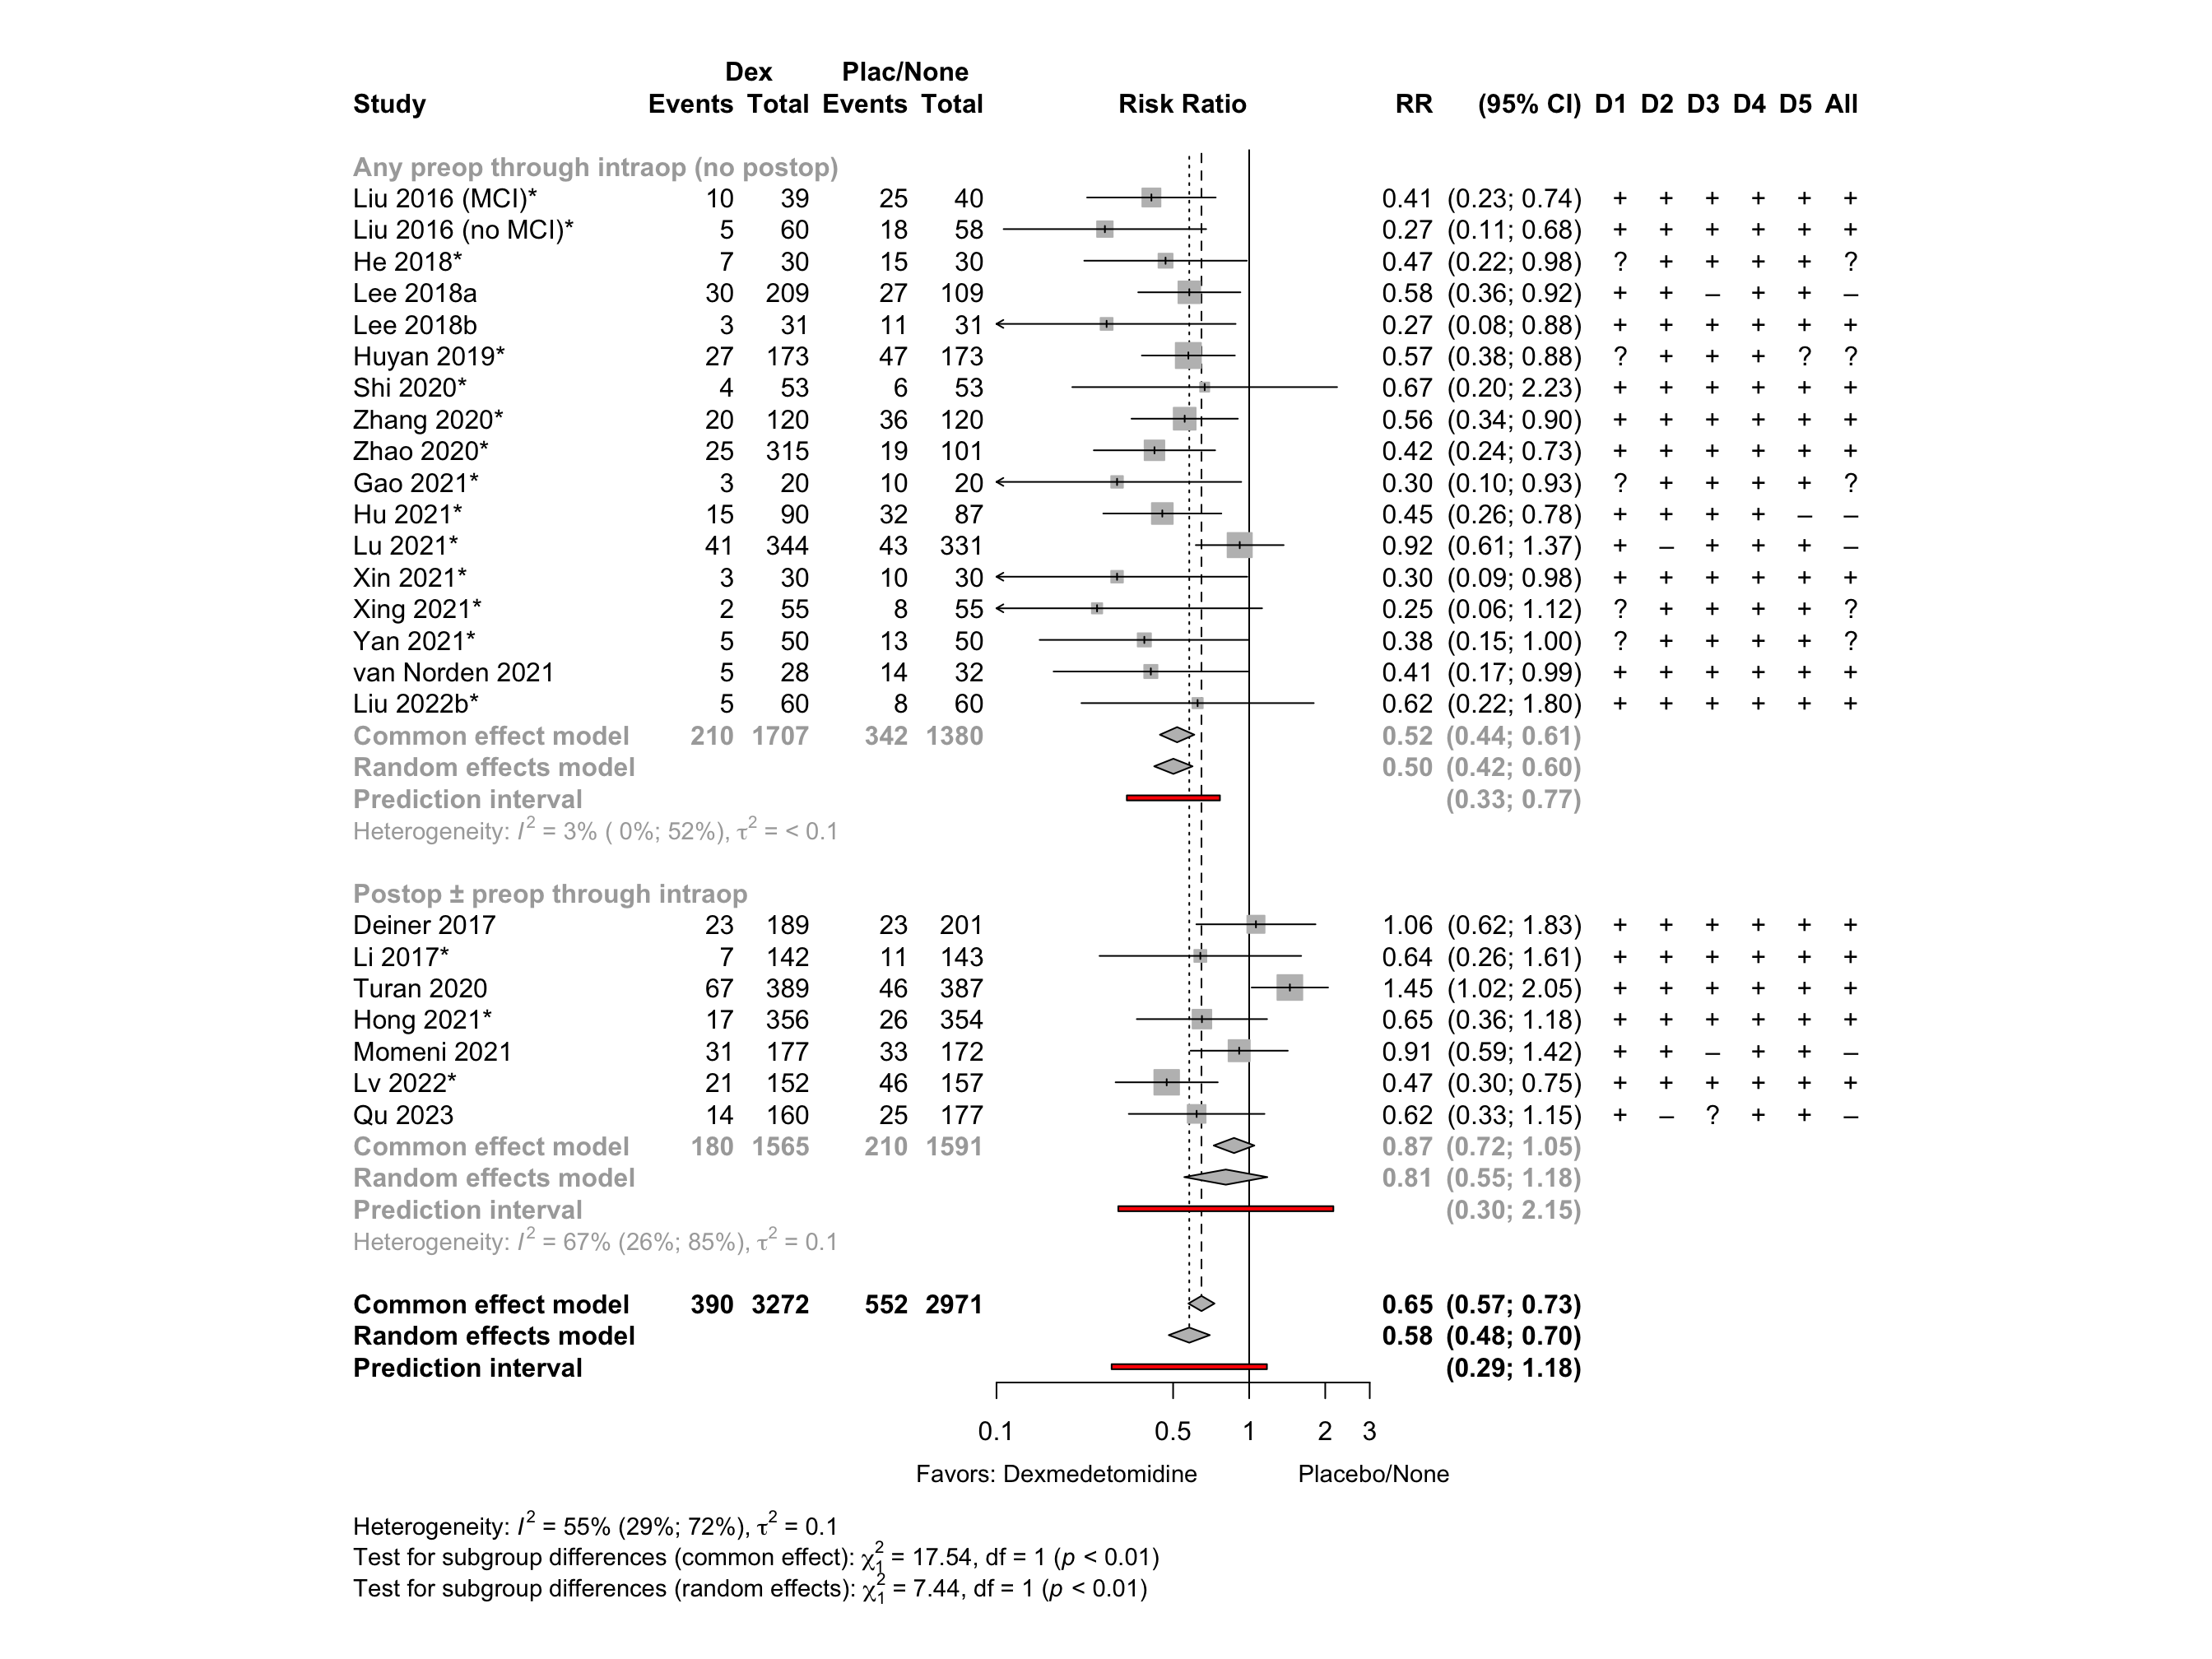 Dex Plac/None
Study Events Total Events Total Risk Ratio RR (95% CI) D1 D2 D3 D4 D5 All
Any preop through intraop (no postop)
Liu 2016 (MCI)* 10 39 25 40 0.41 (0.23; 0.74) + + + + + +
Liu 2016 (no MCI)* 5 60 18 58 0.27 (0.11; 0.68) + + + + + +
He 2018* 7 30 15 30 0.47 (0.22; 0.98) ? + + + + ?
Lee 2018a 30 209 27 109 0.58 (0.36; 0.92) + + – + + –
Lee 2018b 3 31 11 31 0.27 (0.08; 0.88) + + + + + +
Huyan 2019* 27 173 47 173 0.57 (0.38; 0.88) ? + + + ? ?
Shi 2020* 4 53 6 53 0.67 (0.20; 2.23) + + + + + +
Zhang 2020* 20 120 36 120 0.56 (0.34; 0.90) + + + + + +
Zhao 2020* 25 315 19 101 0.42 (0.24; 0.73) + + + + + +
Gao 2021* 3 20 10 20 0.30 (0.10; 0.93) ? + + + + ?
Hu 2021* 15 90 32 87 0.45 (0.26; 0.78) + + + + – –
Lu 2021* 41 344 43 331 0.92 (0.61; 1.37) + – + + + –
Xin 2021* 3 30 10 30 0.30 (0.09; 0.98) + + + + + +
Xing 2021* 2 55 8 55 0.25 (0.06; 1.12) ? + + + + ?
Yan 2021* 5 50 13 50 0.38 (0.15; 1.00) ? + + + + ?
van Norden 2021 5 28 14 32 0.41 (0.17; 0.99) + + + + + +
Liu 2022b* 5 60 8 60 0.62 (0.22; 1.80) + + + + + +
Common effect model 210 1707 342 1380 0.52 (0.44; 0.61)
Random effects model 0.50 (0.42; 0.60)
Prediction interval (0.33; 0.77)
Heterogeneity: I² = 3% ( 0%; 52%), τ² = < 0.1
Postop ± preop through intraop
Deiner 2017 23 189 23 201 1.06 (0.62; 1.83) + + + + + +
Li 2017* 7 142 11 143 0.64 (0.26; 1.61) + + + + + +
Turan 2020 67 389 46 387 1.45 (1.02; 2.05) + + + + + +
Hong 2021* 17 356 26 354 0.65 (0.36; 1.18) + + + + + +
Momeni 2021 31 177 33 172 0.91 (0.59; 1.42) + + – + + –
Lv 2022* 21 152 46 157 0.47 (0.30; 0.75) + + + + + +
Qu 2023 14 160 25 177 0.62 (0.33; 1.15) + – ? + + –
Common effect model 180 1565 210 1591 0.87 (0.72; 1.05)
Random effects model 0.81 (0.55; 1.18)
Prediction interval (0.30; 2.15)
Heterogeneity: I² = 67% (26%; 85%), τ² = 0.1
Common effect model 390 3272 552 2971 0.65 (0.57; 0.73)
Random effects model 0.58 (0.48; 0.70)
Prediction interval (0.29; 1.18)
0.1 0.5 1 2 3
Favors: Dexmedetomidine Placebo/None
Heterogeneity: I² = 55% (29%; 72%), τ² = 0.1
Test for subgroup differences (common effect): χ²₁ = 17.54, df = 1 (p < 0.01)
Test for subgroup differences (random effects): χ²₁ = 7.44, df = 1 (p < 0.01)